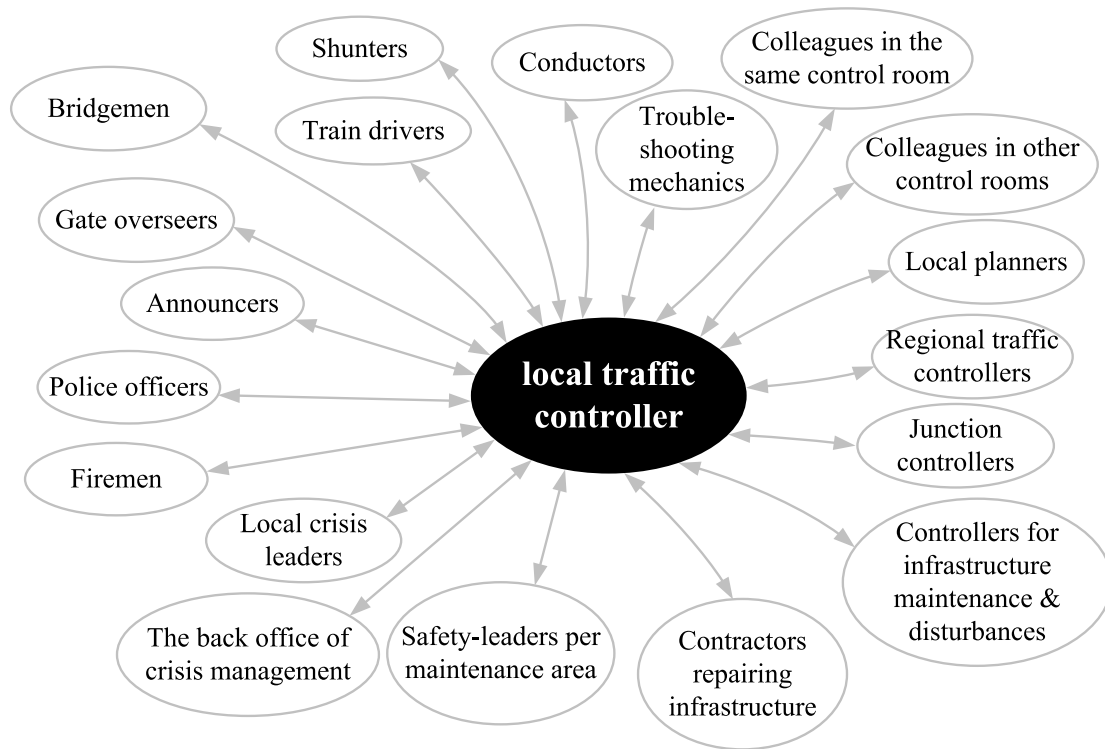 Shunters
Conductors
Colleagues in the
same control room
Bridgemen
Train drivers
Trouble-
shooting
mechanics
Colleagues in other
control rooms
Gate overseers
Local planners
Announcers
Regional traffic
controllers
local traffic
controller
Police officers
Junction
controllers
Firemen
Local crisis
leaders
Controllers for
infrastructure
maintenance &
disturbances
The back office of
crisis management
Safety-leaders per
maintenance area
Contractors
repairing
infrastructure